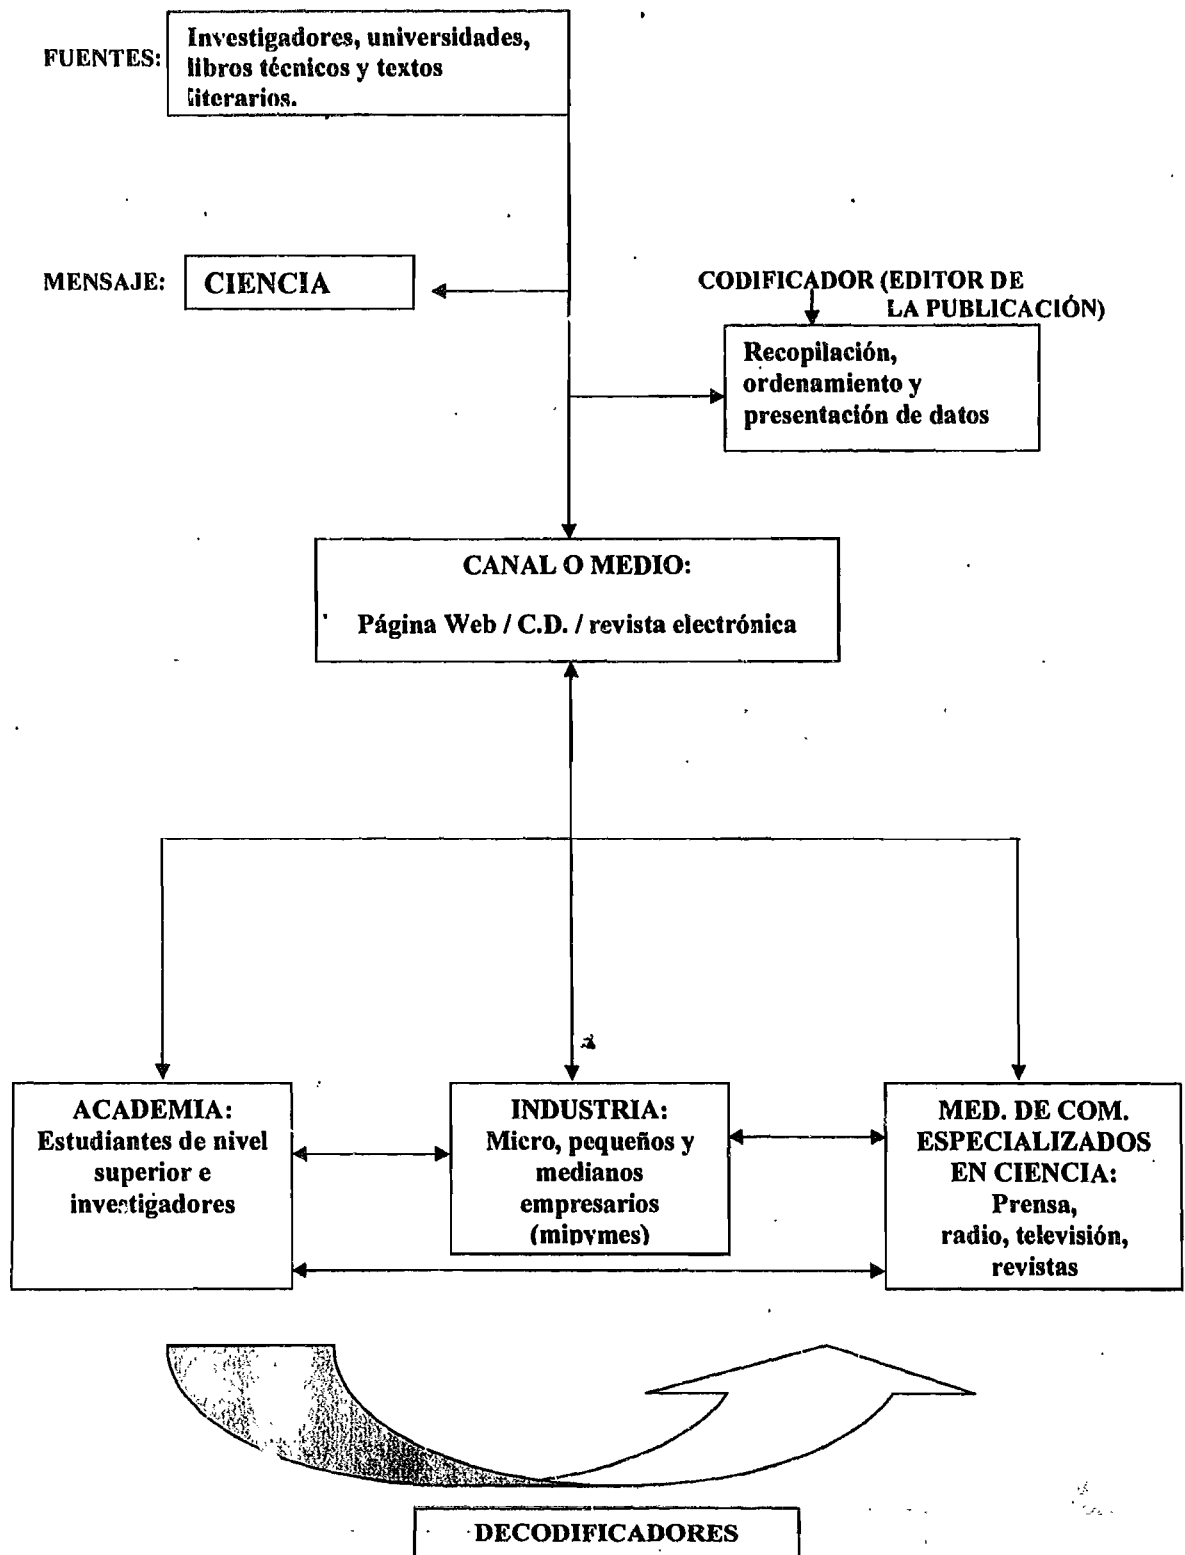 FUENTES:
Investigadores, universidades,
libros técnicos y textos
literarios.
MENSAJE:
CIENCIA
CODIFICADOR (EDITOR DE
LA PUBLICACIÓN)
Recopilación,
ordenamiento y
presentación de datos
CANAL O MEDIO:
Página Web / C.D. / revista electrónica
ACADEMIA:
Estudiantes de nivel
superior e
investigadores
INDUSTRIA:
Micro, pequeños y
medianos
empresarios
(mipymes)
MED. DE COM.
ESPECIALIZADOS
EN CIENCIA:
Prensa,
radio, televisión,
revistas
DECODIFICADORES